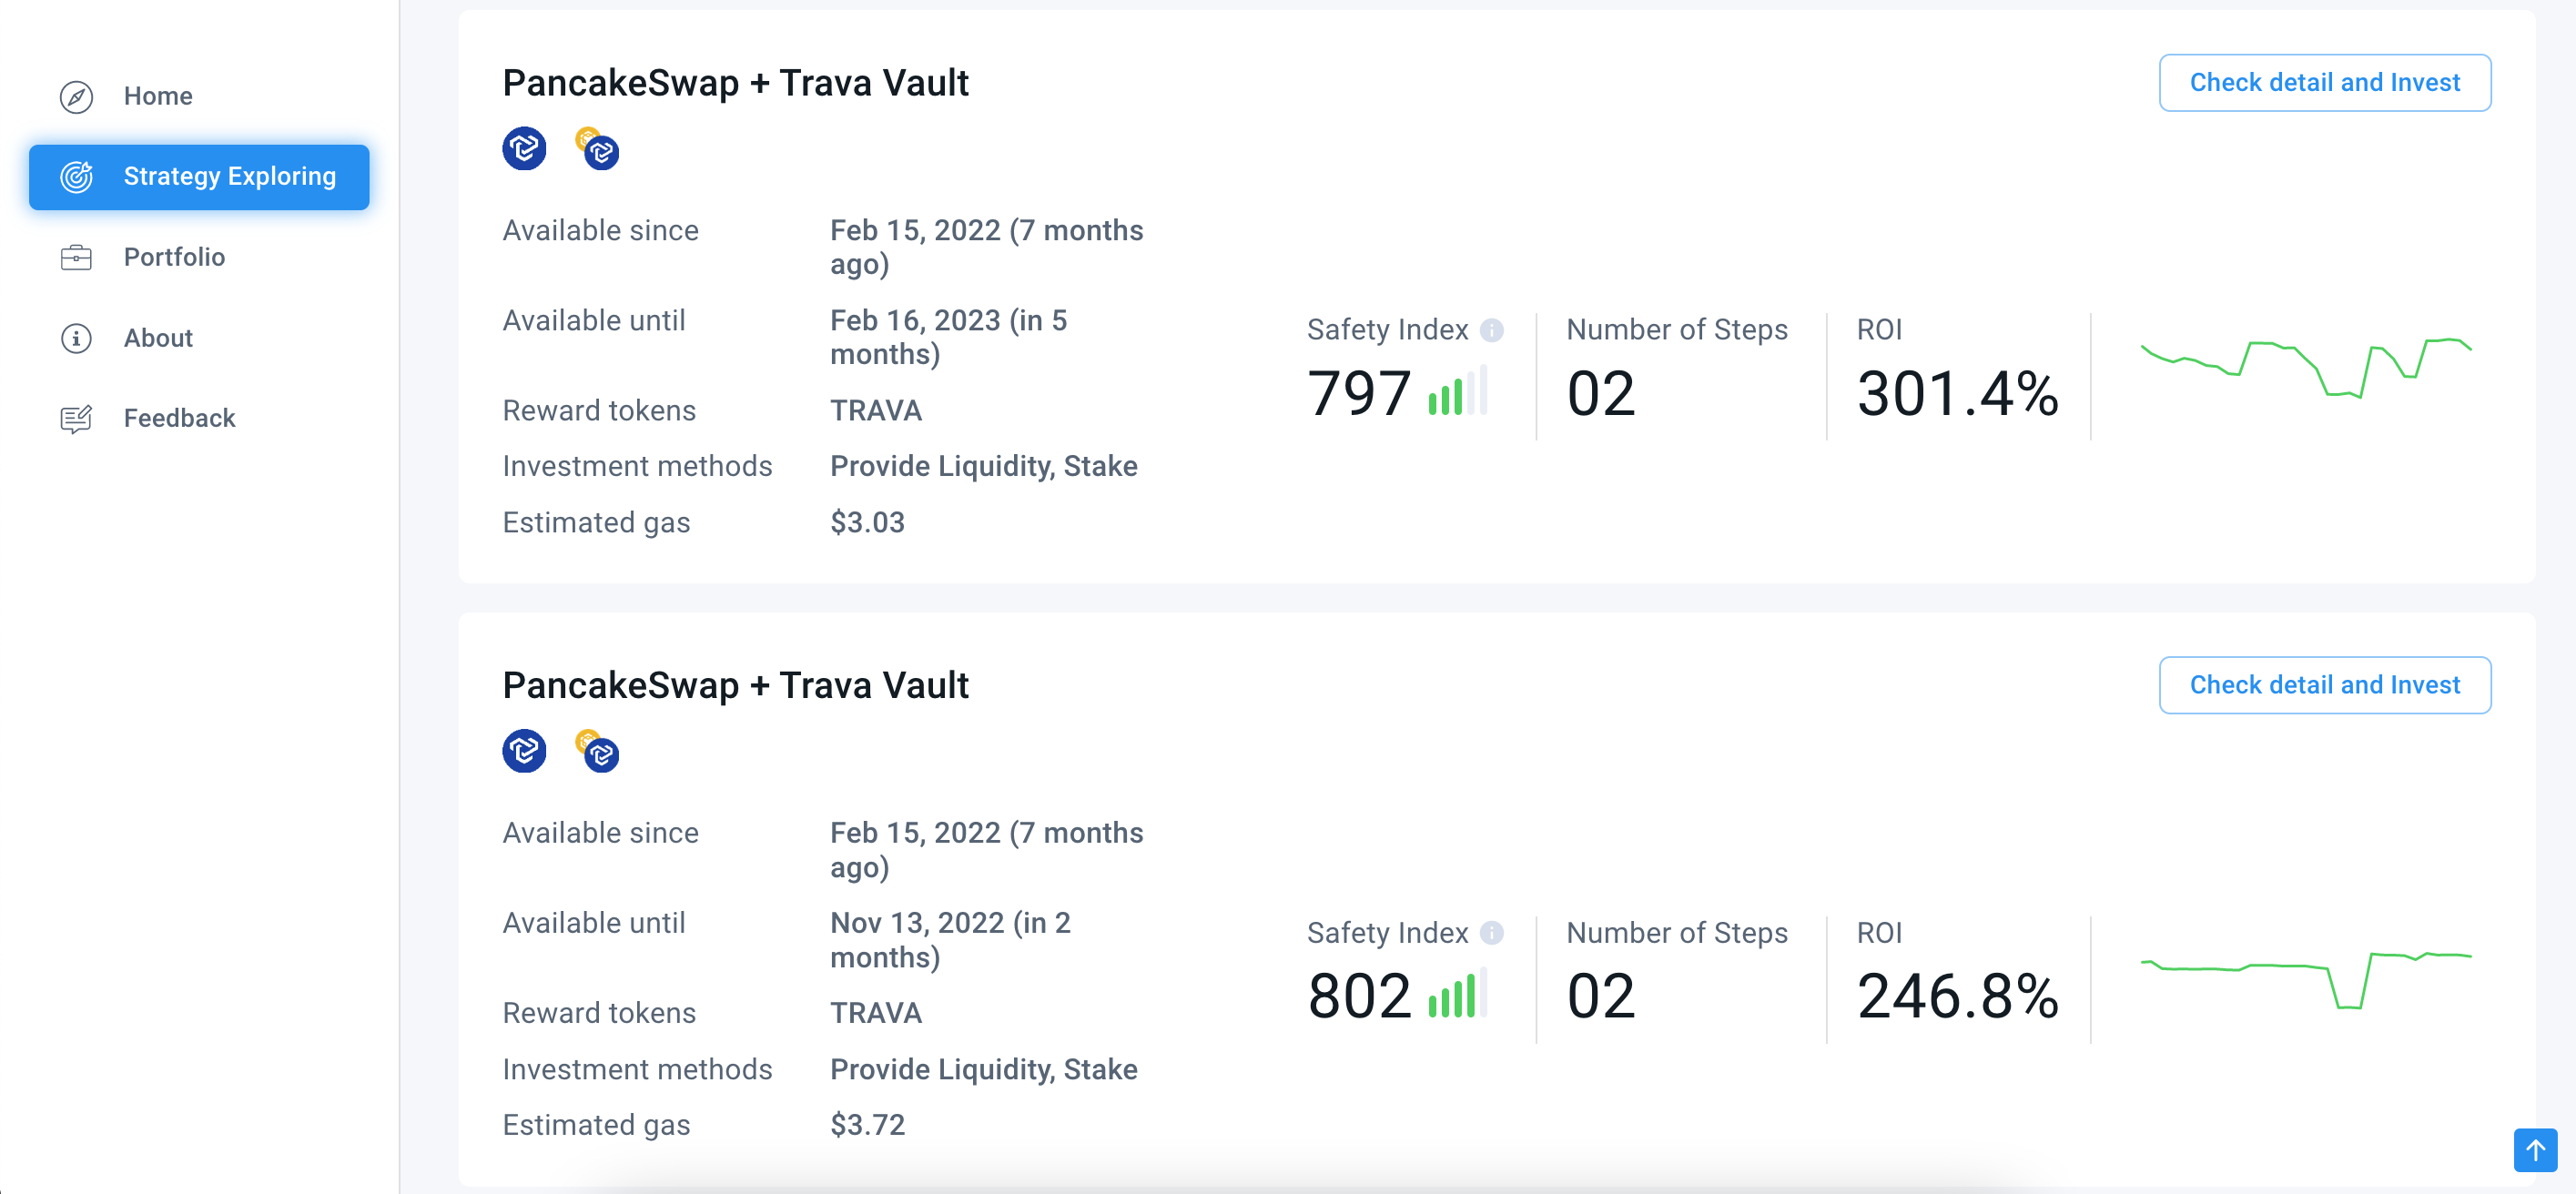 Home
Strategy Exploring
Portfolio
About
Feedback
PancakeSwap + Trava Vault
Check detail and Invest
Available since
Feb 15, 2022 (7 months
ago)
Available until
Feb 16, 2023 (in 5
months)
Reward tokens
TRAVA
Investment methods
Provide Liquidity, Stake
Estimated gas
$3.03
Safety Index
797
Number of Steps
02
ROI
301.4%
PancakeSwap + Trava Vault
Check detail and Invest
Available since
Feb 15, 2022 (7 months
ago)
Available until
Nov 13, 2022 (in 2
months)
Reward tokens
TRAVA
Investment methods
Provide Liquidity, Stake
Estimated gas
$3.72
Safety Index
802
Number of Steps
02
ROI
246.8%